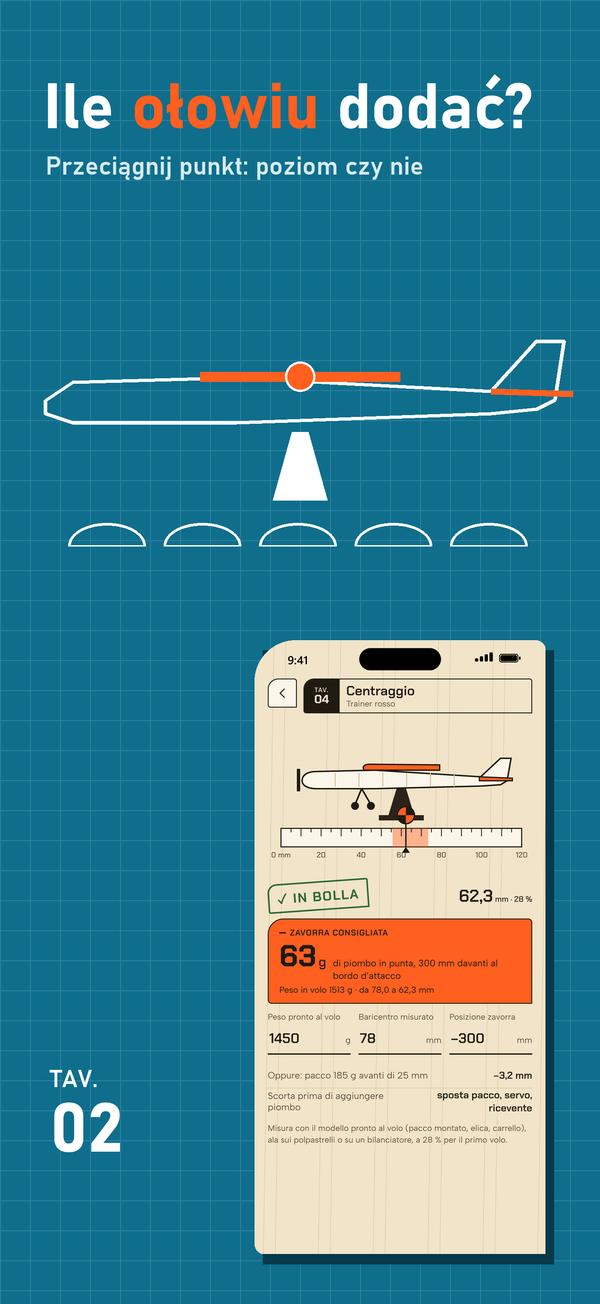 Ile ołowiu dodać?
Przeciągnij punkt: poziom czy nie
9:41
TAV.
04
Centraggio
Trainer rosso
0 mm 20 40 60 80 100 120
✓ IN BOLLA
62,3 mm · 28 %
— ZAVORRA CONSIGLIATA
63 g di piombo in punta, 300 mm davanti al
bordo d'attacco
Peso in volo 1513 g · da 78,0 a 62,3 mm
Peso pronto al volo Baricentro misurato Posizione zavorra
1450 g 78 mm −300 mm
Oppure: pacco 185 g avanti di 25 mm −3,2 mm
Scorta prima di aggiungere
piombo
sposta pacco, servo,
ricevente
Misura con il modello pronto al volo (pacco montato, elica, carrello),
ala sui polpastrelli o su un bilanciatore, a 28 % per il primo volo.
TAV.
02